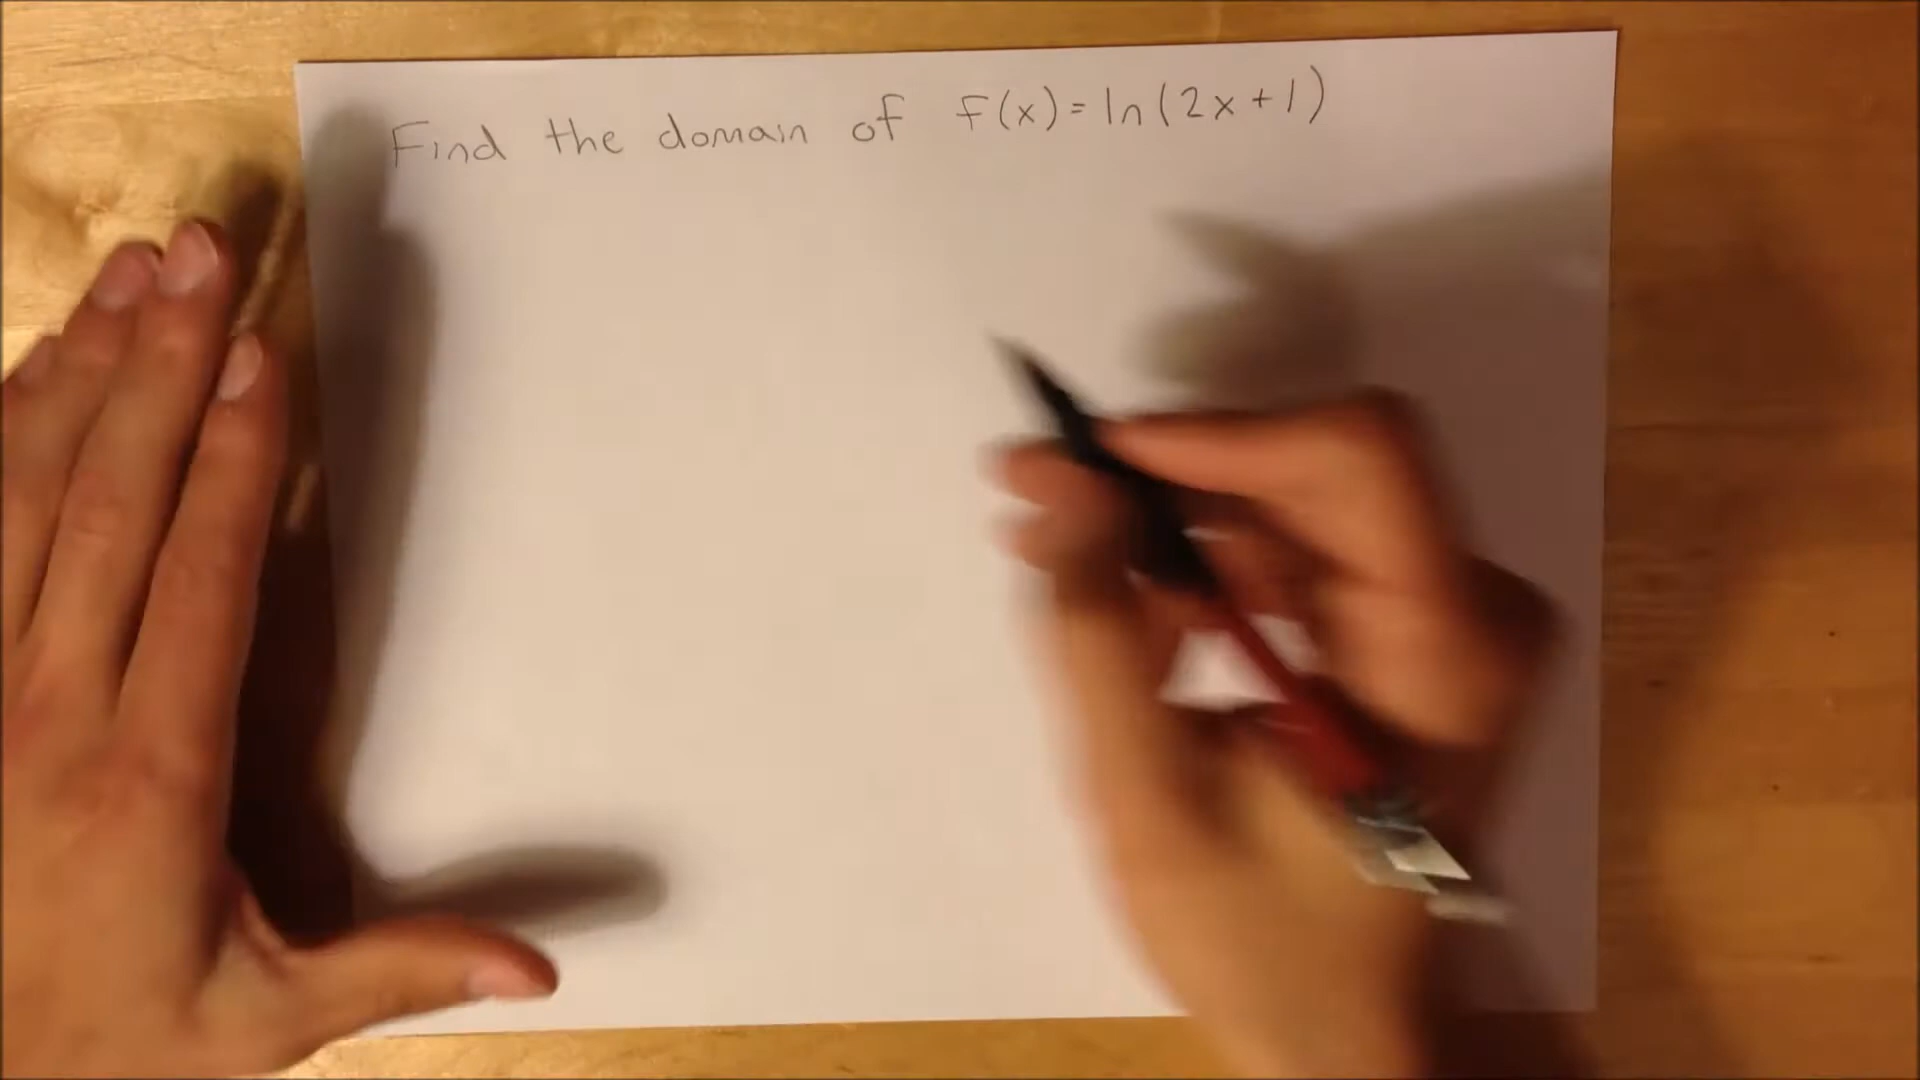 Find the domain of f(x)=ln(2x+1)